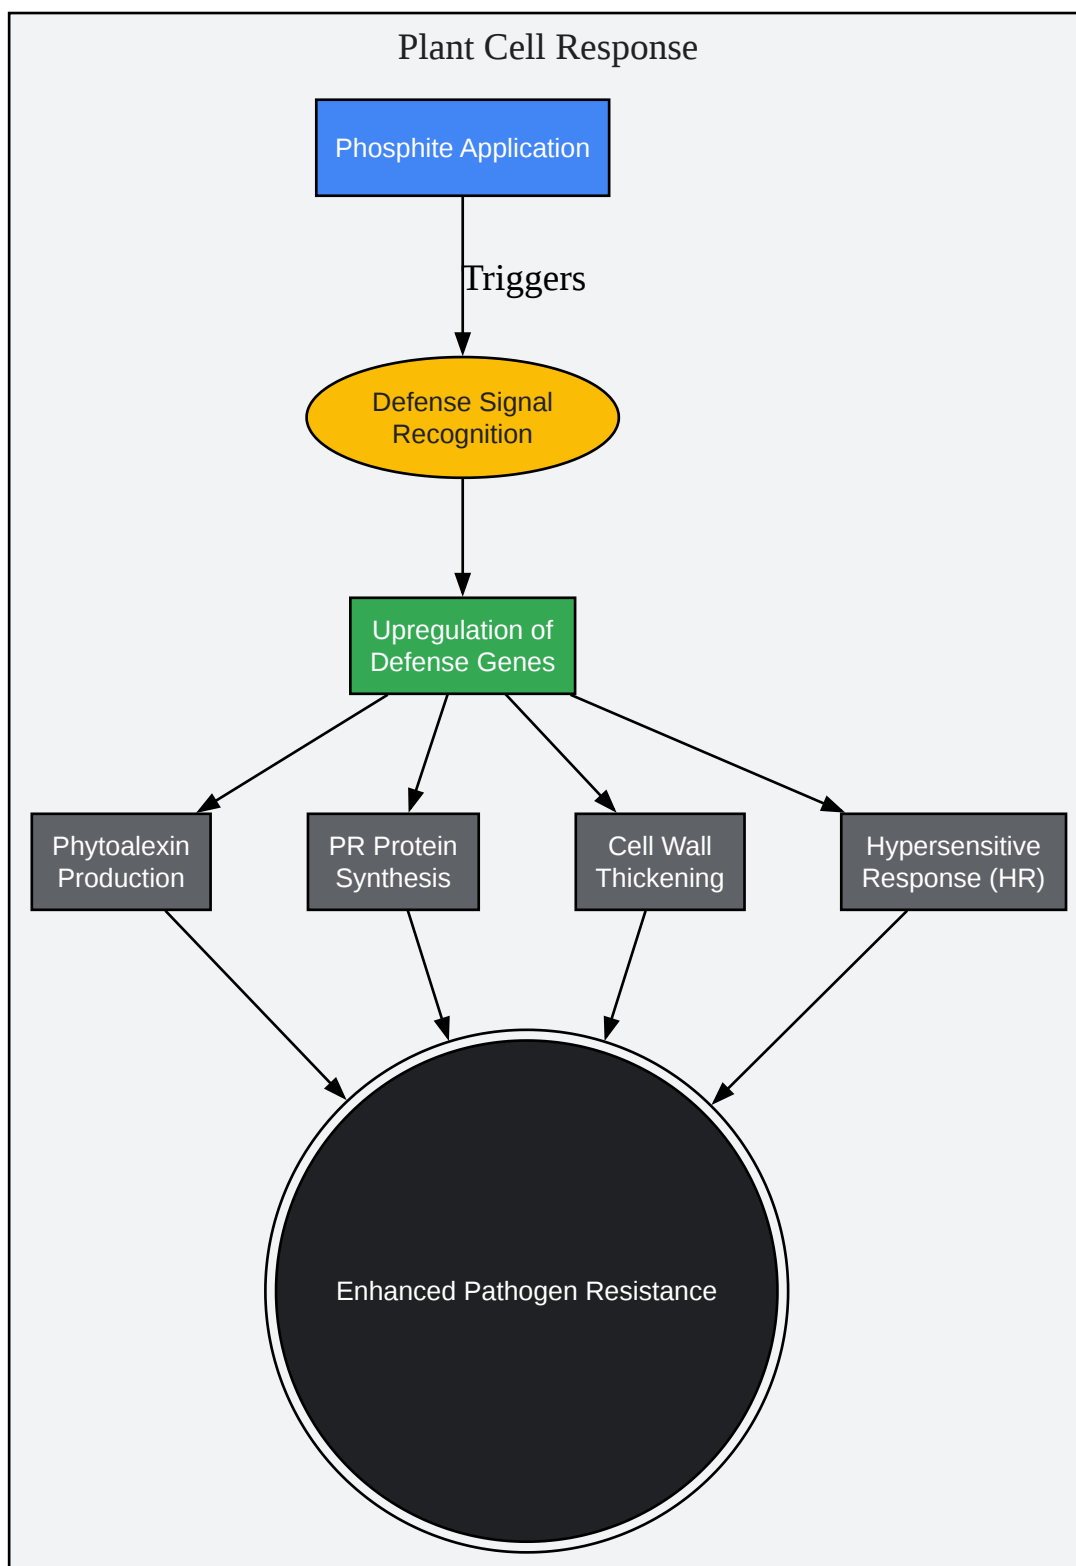 Plant Cell Response
Phosphite Application
Triggers
Defense Signal
Recognition
Upregulation of
Defense Genes
Phytoalexin
Production
PR Protein
Synthesis
Cell Wall
Thickening
Hypersensitive
Response (HR)
Enhanced Pathogen Resistance